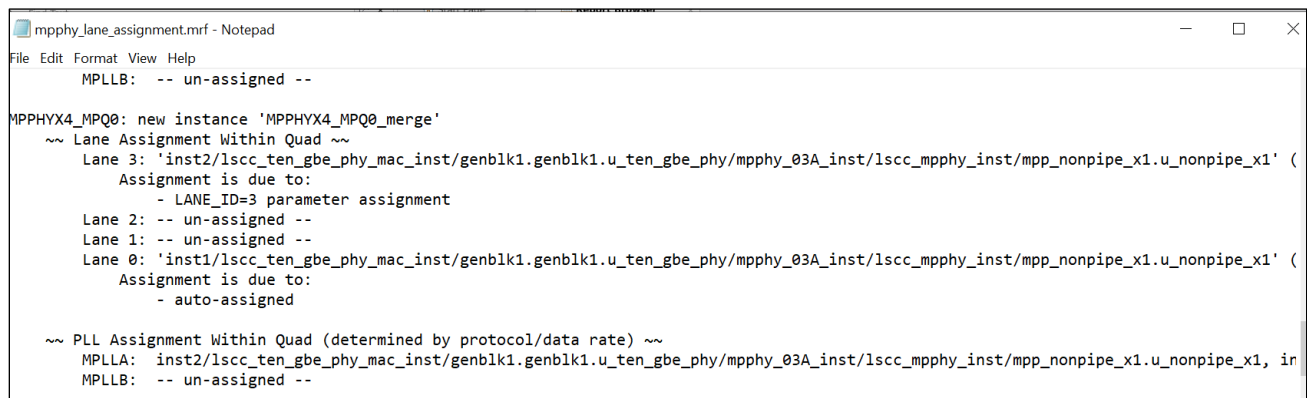 mpphy_lane_assignment.mrf - Notepad
File Edit Format View Help
MPLLB: -- un-assigned --
MPPHYX4_MPQ0: new instance 'MPPHYX4_MPQ0_merge'
~~ Lane Assignment Within Quad ~~
Lane 3: 'inst2/lscc_ten_gbe_phy_mac_inst/genblk1.genblk1.u_ten_gbe_phy/mpphy_03A_inst/lscc_mpphy_inst/mpp_nonpipe_x1.u_nonpipe_x1' (
Assignment is due to:
- LANE_ID=3 parameter assignment
Lane 2: -- un-assigned --
Lane 1: -- un-assigned --
Lane 0: 'inst1/lscc_ten_gbe_phy_mac_inst/genblk1.genblk1.u_ten_gbe_phy/mpphy_03A_inst/lscc_mpphy_inst/mpp_nonpipe_x1.u_nonpipe_x1' (
Assignment is due to:
- auto-assigned
~~ PLL Assignment Within Quad (determined by protocol/data rate) ~~
MPLLA: inst2/lscc_ten_gbe_phy_mac_inst/genblk1.genblk1.u_ten_gbe_phy/mpphy_03A_inst/lscc_mpphy_inst/mpp_nonpipe_x1.u_nonpipe_x1, in
MPLLB: -- un-assigned --